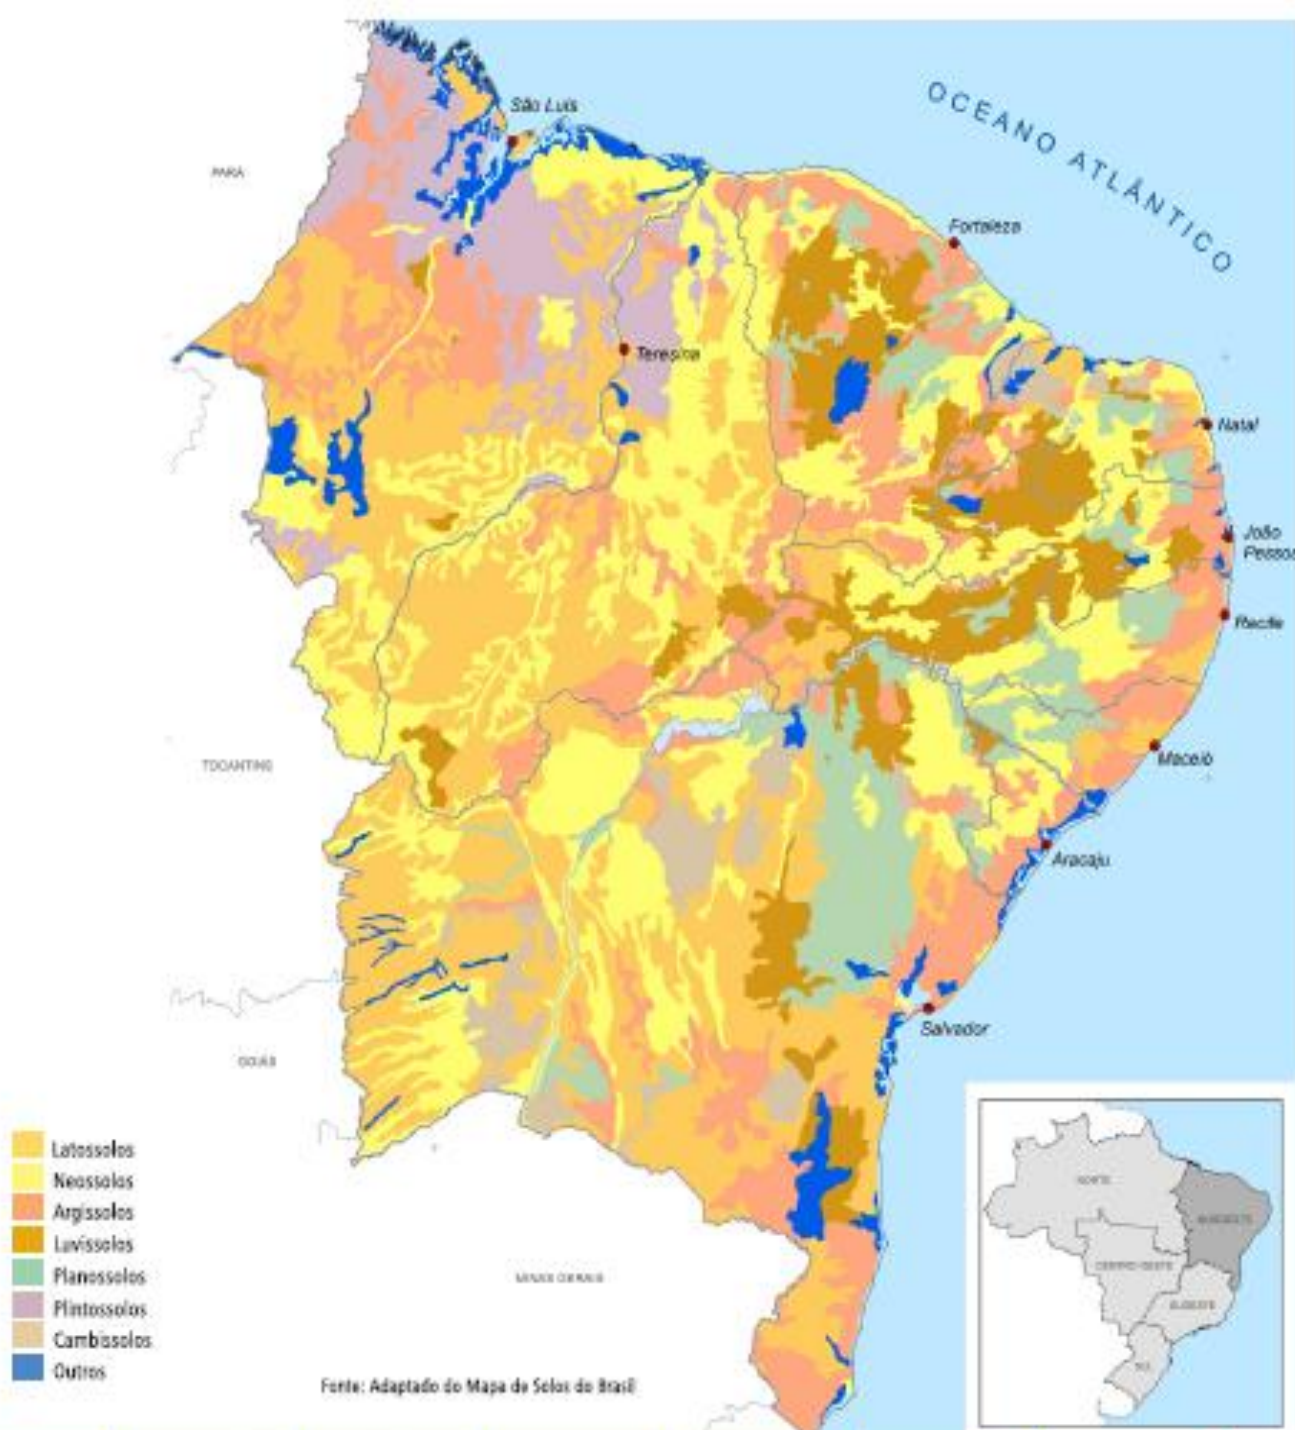 OCEANO ATLÂNTICO
São Luís
PARÁ
Fortaleza
Teresina
Natal
João
Pessoa
Recife
TOCANTINS
Maceió
Aracaju
Salvador
GOIÁS
Latossolos
Neossolos
Argissolos
Luvissolos
Planossolos
Plintossolos
Cambissolos
Outros
MINAS GERAIS
Fonte: Adaptado do Mapa de Solos do Brasil
NORTE
NORDESTE
CENTRO OESTE
SUDESTE
SUL